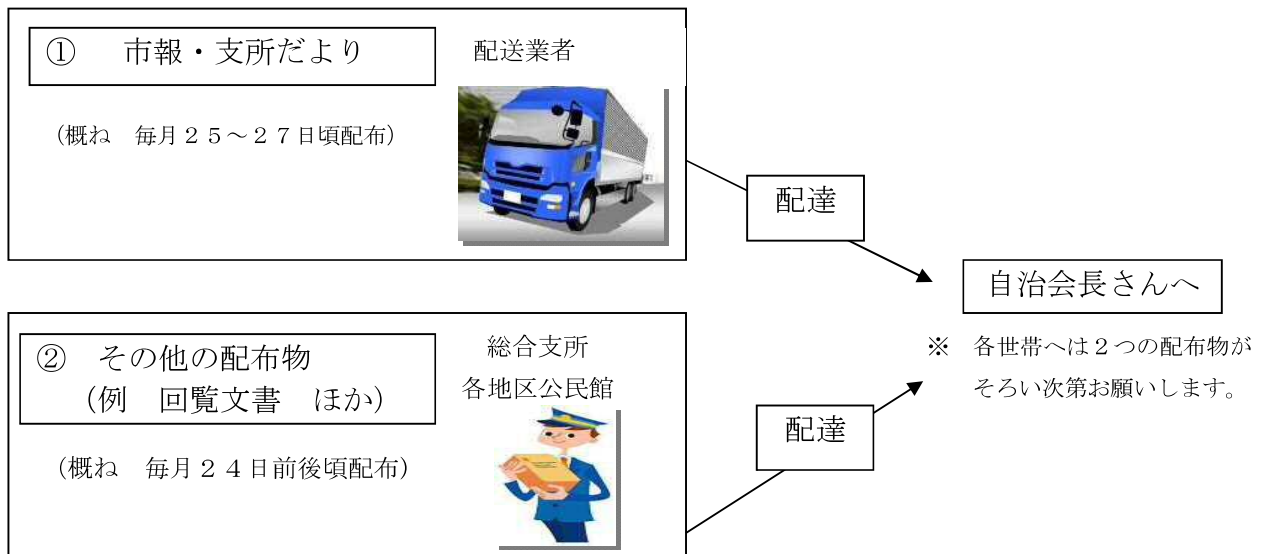 ① 市報・支所だより
配送業者
(概ね 毎月25~27日頃配布)
配達
自治会長さんへ
※ 各世帯へは2つの配布物が
そろい次第お願いします。
② その他の配布物
(例 回覧文書 ほか)
総合支所
各地区公民館
(概ね 毎月24日前後頃配布)
配達